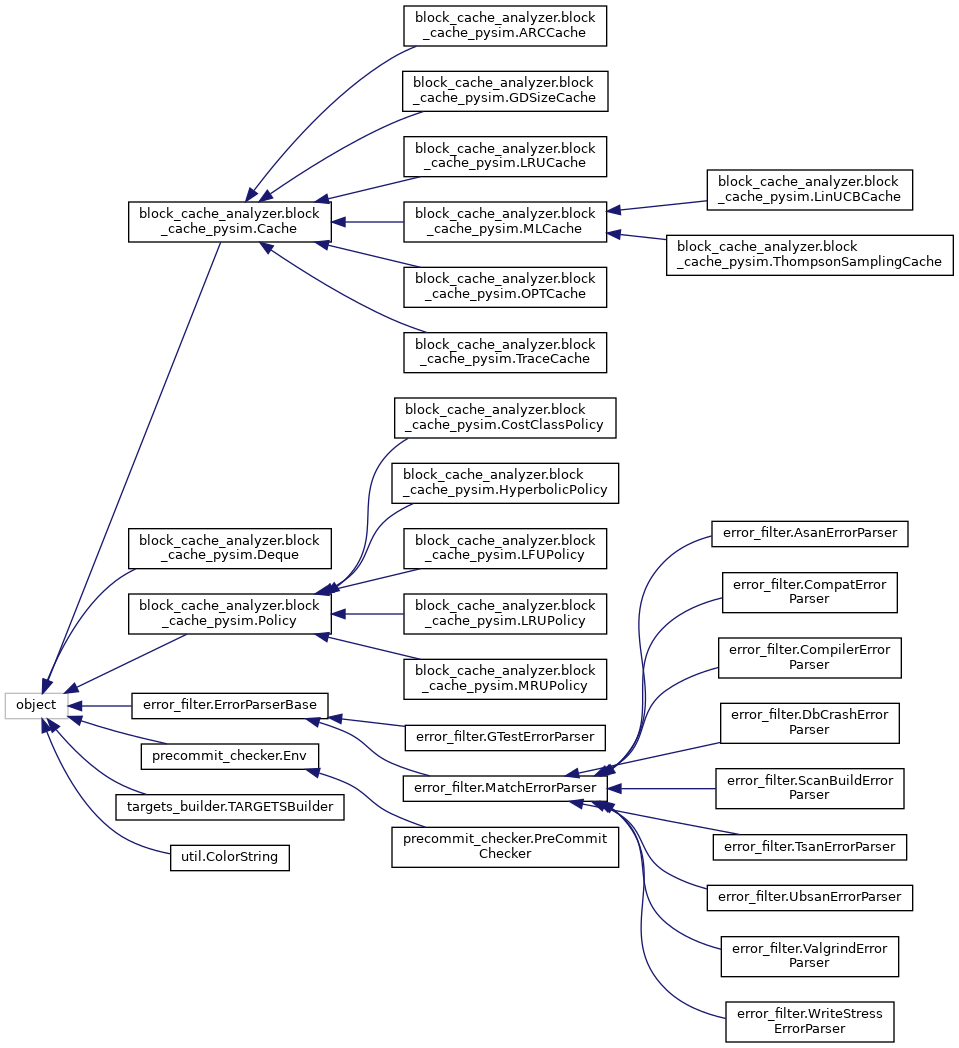 block_cache_analyzer.block
_cache_pysim.ARCCache
block_cache_analyzer.block
_cache_pysim.GDSizeCache
block_cache_analyzer.block
_cache_pysim.LRUCache
block_cache_analyzer.block
_cache_pysim.LinUCBCache
block_cache_analyzer.block
_cache_pysim.Cache
block_cache_analyzer.block
_cache_pysim.MLCache
block_cache_analyzer.block
_cache_pysim.ThompsonSamplingCache
block_cache_analyzer.block
_cache_pysim.OPTCache
block_cache_analyzer.block
_cache_pysim.TraceCache
block_cache_analyzer.block
_cache_pysim.CostClassPolicy
block_cache_analyzer.block
_cache_pysim.HyperbolicPolicy
block_cache_analyzer.block
_cache_pysim.Deque
block_cache_analyzer.block
_cache_pysim.LFUPolicy
block_cache_analyzer.block
_cache_pysim.Policy
block_cache_analyzer.block
_cache_pysim.LRUPolicy
block_cache_analyzer.block
_cache_pysim.MRUPolicy
object
error_filter.ErrorParserBase
error_filter.GTestErrorParser
precommit_checker.Env
error_filter.MatchErrorParser
targets_builder.TARGETSBuilder
precommit_checker.PreCommit
Checker
util.ColorString
error_filter.AsanErrorParser
error_filter.CompatError
Parser
error_filter.CompilerError
Parser
error_filter.DbCrashError
Parser
error_filter.ScanBuildError
Parser
error_filter.TsanErrorParser
error_filter.UbsanErrorParser
error_filter.ValgrindError
Parser
error_filter.WriteStress
ErrorParser